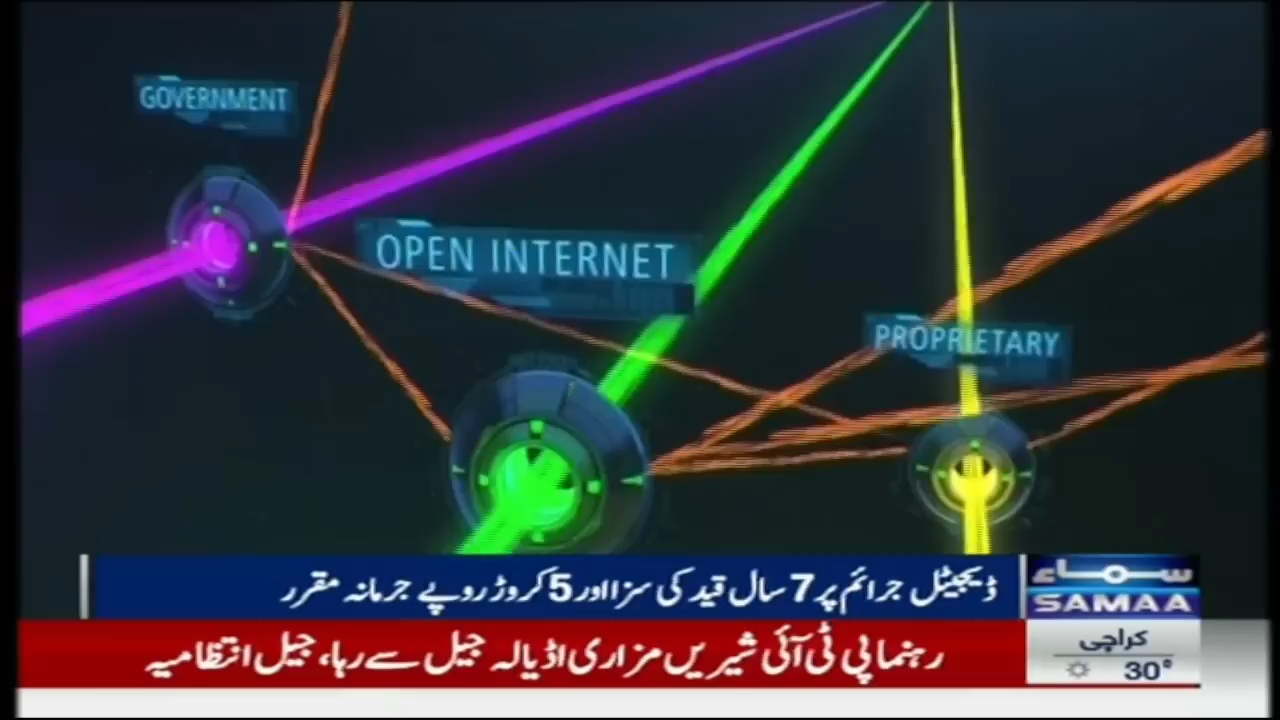 GOVERNMENT
OPEN INTERNET
PROPRIETARY
ڈیجیٹل جرائم پر 7 سال قید کی سزا اور 5 کروڑ روپے جرمانہ مقرر
سماء
SAMAA
رہنما پی ٹی آئی شیریں مزاری اڈیالہ جیل سے رہا، جیل انتظامیہ
کراچی
30°